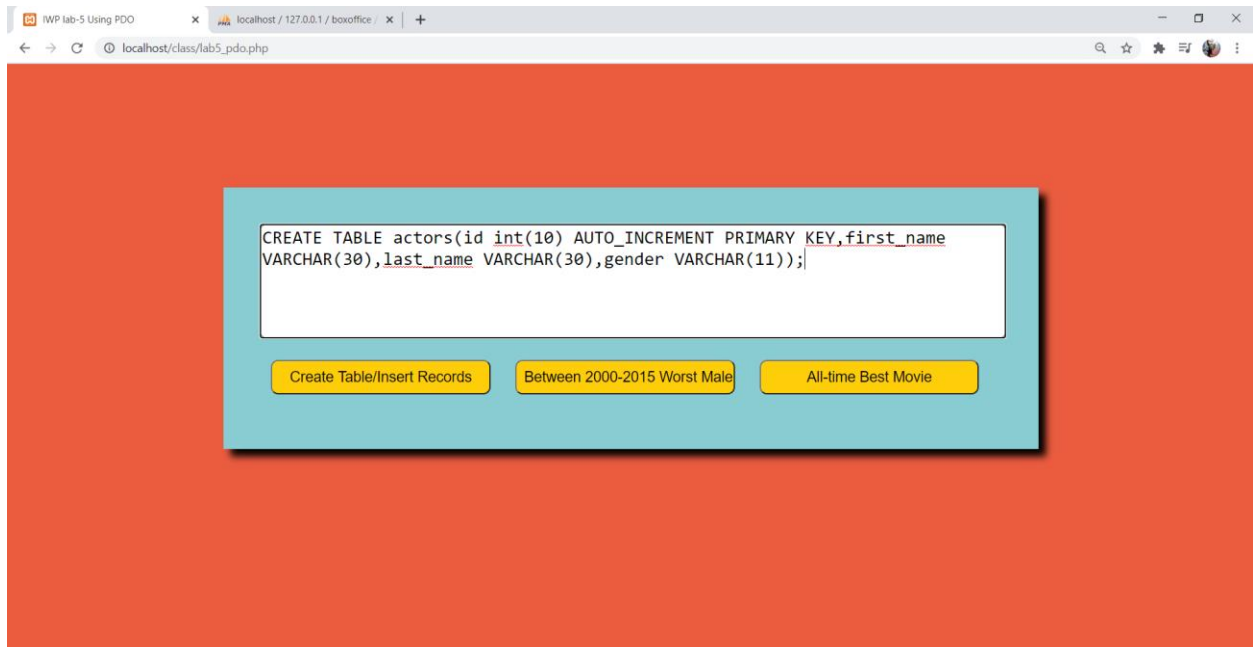 IWP lab-5 Using PDO
localhost / 127.0.0.1 / boxoffice /
localhost/class/lab5_pdo.php
CREATE TABLE actors(id int(10) AUTO_INCREMENT PRIMARY KEY,first_name
VARCHAR(30),last_name VARCHAR(30),gender VARCHAR(11));
Create Table/Insert Records
Between 2000-2015 Worst Male
All-time Best Movie